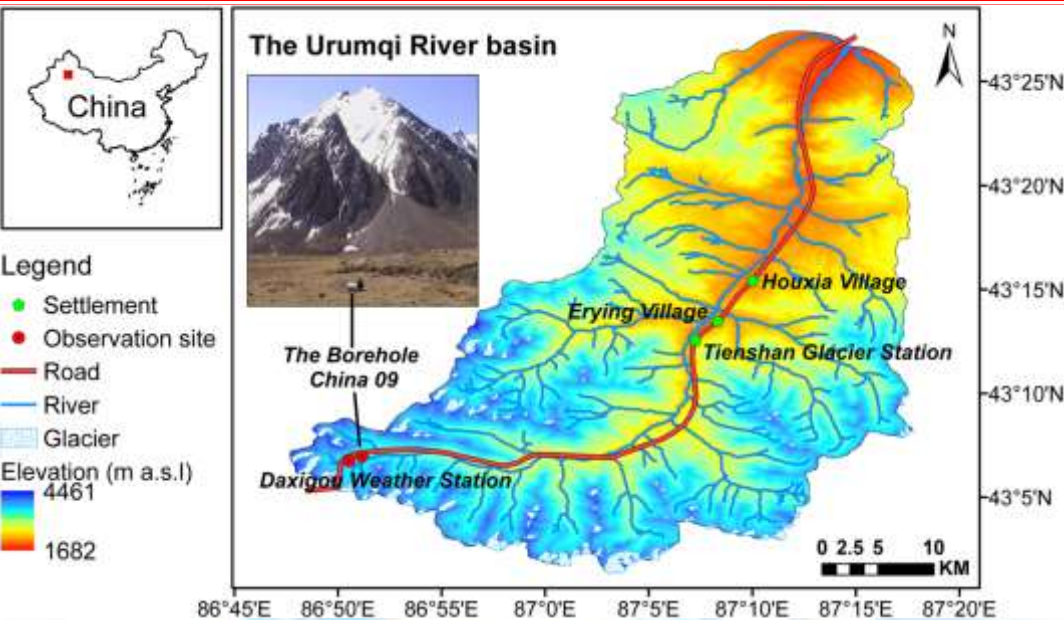 The Urumqi River basin
China
N
43°25'N
43°20'N
43°15'N
43°10'N
43°5'N
Houxia Village
Erying Village
Tienshan Glacier Station
The Borehole
China 09
Daxigou Weather Station
Legend
Settlement
Observation site
Road
River
Glacier
Elevation (m a.s.l)
4461
1682
0 2.5 5 10
KM
86°45'E 86°50'E 86°55'E 87°0'E 87°5'E 87°10'E 87°15'E 87°20'E